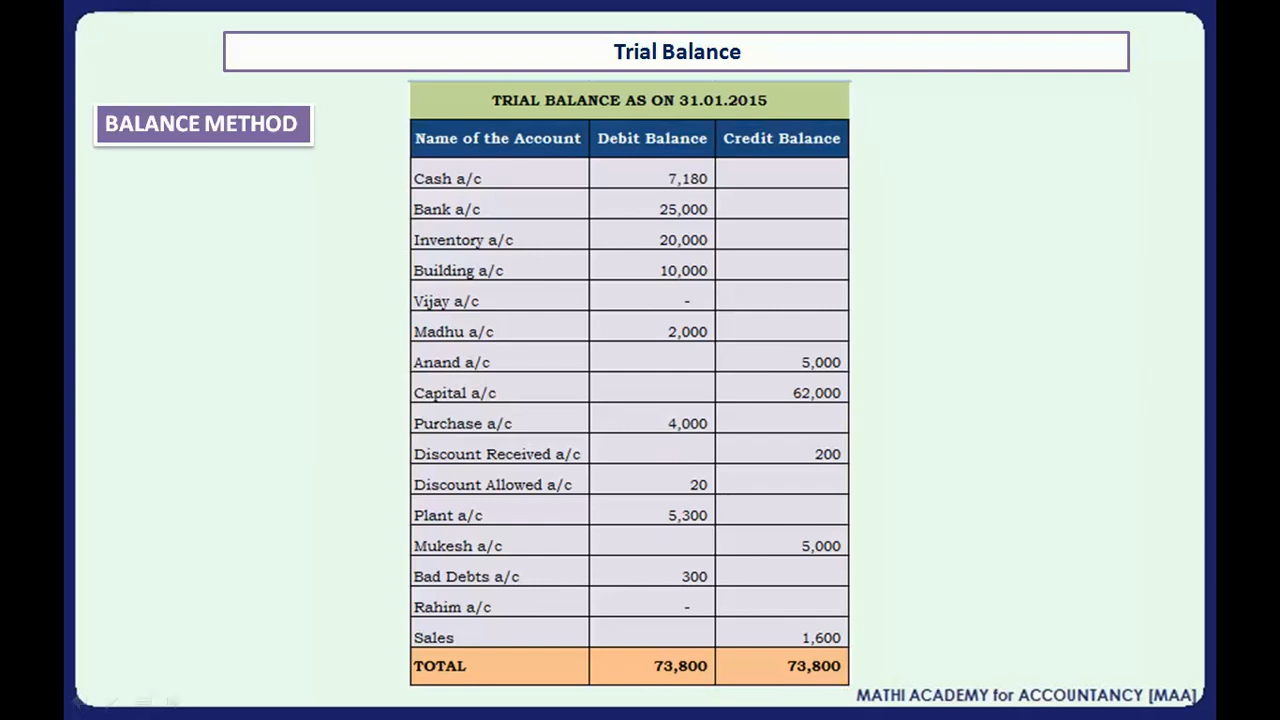 Trial Balance
BALANCE METHOD
TRIAL BALANCE AS ON 31.01.2015
Name of the Account Debit Balance Credit Balance
Cash a/c 7,180
Bank a/c 25,000
Inventory a/c 20,000
Building a/c 10,000
Vijay a/c -
Madhu a/c 2,000
Anand a/c 5,000
Capital a/c 62,000
Purchase a/c 4,000
Discount Received a/c 200
Discount Allowed a/c 20
Plant a/c 5,300
Mukesh a/c 5,000
Bad Debts a/c 300
Rahim a/c -
Sales 1,600
TOTAL 73,800 73,800
MATHI ACADEMY for ACCOUNTANCY [MAA]